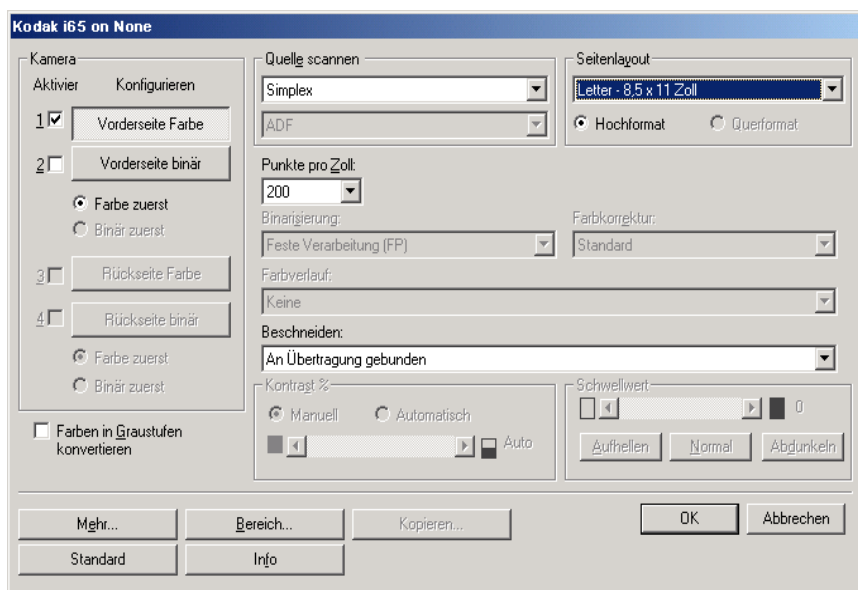 Kodak i65 on None
Kamera
Aktivier Konfigurieren
1 Vorderseite Farbe
2 Vorderseite binär
Farbe zuerst
Binär zuerst
3 Rückseite Farbe
4 Rückseite binär
Farbe zuerst
Binär zuerst
Farben in Graustufen
konvertieren
Quelle scannen
Simplex
ADF
Seitenlayout
Letter - 8,5 x 11 Zoll
Hochformat Querformat
Punkte pro Zoll:
200
Binarisierung:
Feste Verarbeitung (FP)
Farbkorrektur:
Standard
Farbverlauf:
Keine
Beschneiden:
An Übertragung gebunden
Kontrast %
Manuell Automatisch
Auto
Schwellwert
0
Aufhellen Normal Abdunkeln
Mehr... Bereich... Kopieren... OK Abbrechen
Standard Info